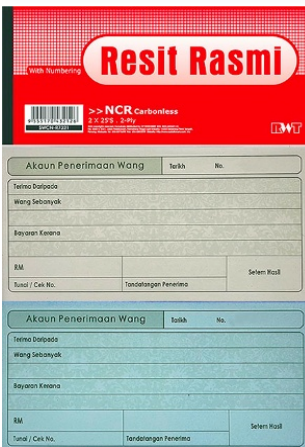 With Numbering
Resit Rasmi
>>NCR Carbonless
2 X 25'S . 2-Ply
RWT
Akaun Penerimaan Wang
Tarikh
No.
Terima Daripada
Wang Sebanyak
Bayaran Kerana
RM
Tunai / Cek No.
Tandatangan Penerima
Setem Hasil
Akaun Penerimaan Wang
Tarikh
No.
Terima Daripada
Wang Sebanyak
Bayaran Kerana
RM
Tunai / Cek No.
Tandatangan Penerima
Setem Hasil